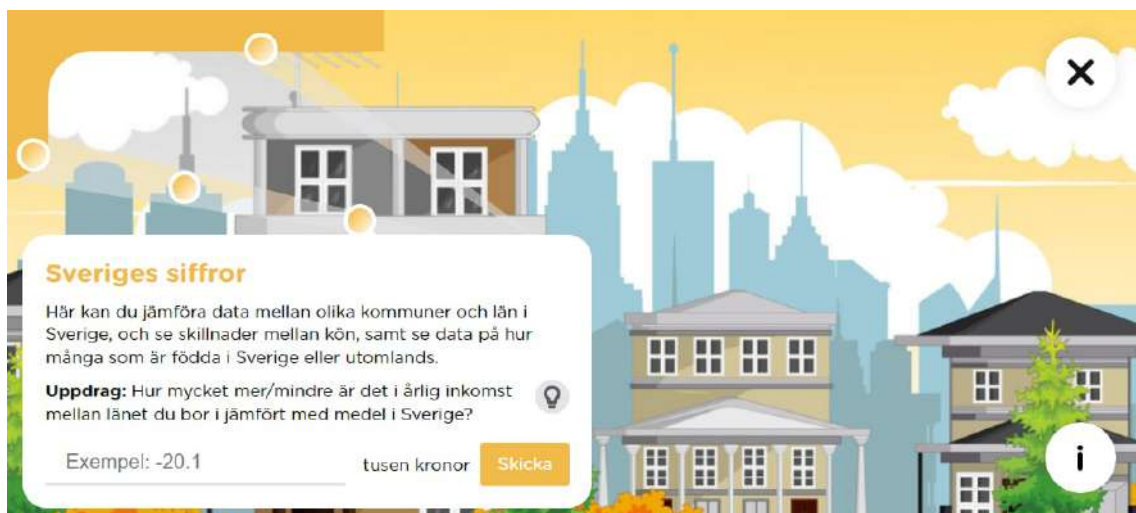 Sveriges siffror
Här kan du jämföra data mellan olika kommuner och län i
Sverige, och se skillnader mellan kön, samt se data på hur
många som är födda i Sverige eller utomlands.
Uppdrag: Hur mycket mer/mindre är det i årlig inkomst
mellan länet du bor i jämfört med medel i Sverige?
Exempel: -20.1
tusen kronor
Skicka
i